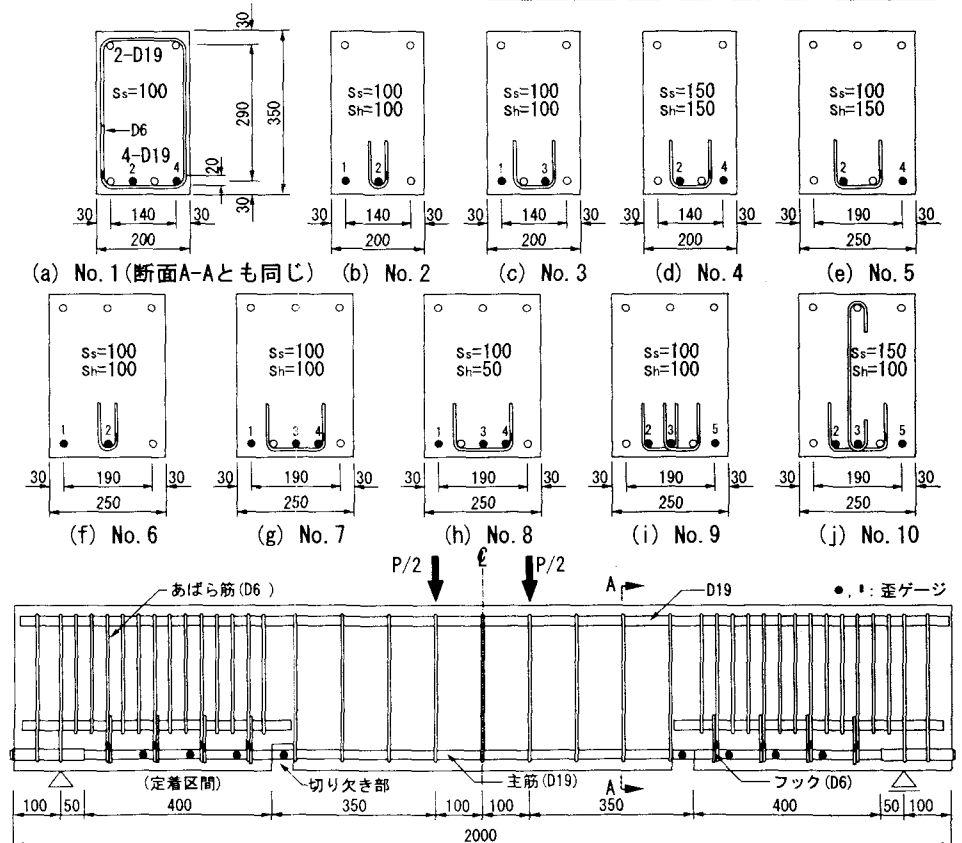 30
2-D19
Ss=100
D6
4-D19
2 4
290
350
20
30
30 140 30
200
(a) No.1(断面A-Aとも同じ)
Ss=100
Sh=100
1 2
30 140 30
200
(b) No.2
Ss=100
Sh=100
1 3
30 140 30
200
(c) No.3
Ss=150
Sh=150
2 4
30 140 30
200
(d) No.4
Ss=100
Sh=150
2 4
30 190 30
250
(e) No.5
Ss=100
Sh=100
1 2
30 190 30
250
(f) No.6
Ss=100
Sh=100
1 3 4
30 190 30
250
(g) No.7
Ss=100
Sh=50
1 3 4
30 190 30
250
(h) No.8
Ss=100
Sh=100
2 3 5
30 190 30
250
(i) No.9
Ss=150
Sh=100
2 3 5
30 190 30
250
(j) No.10
P/2 ℄ P/2
A
あばら筋(D6)
D19
●,▮:歪ゲージ
(定着区間)
切り欠き部
主筋(D19)
A
フック(D6)
100 50 400 350 100 100 350 400 50 100
2000